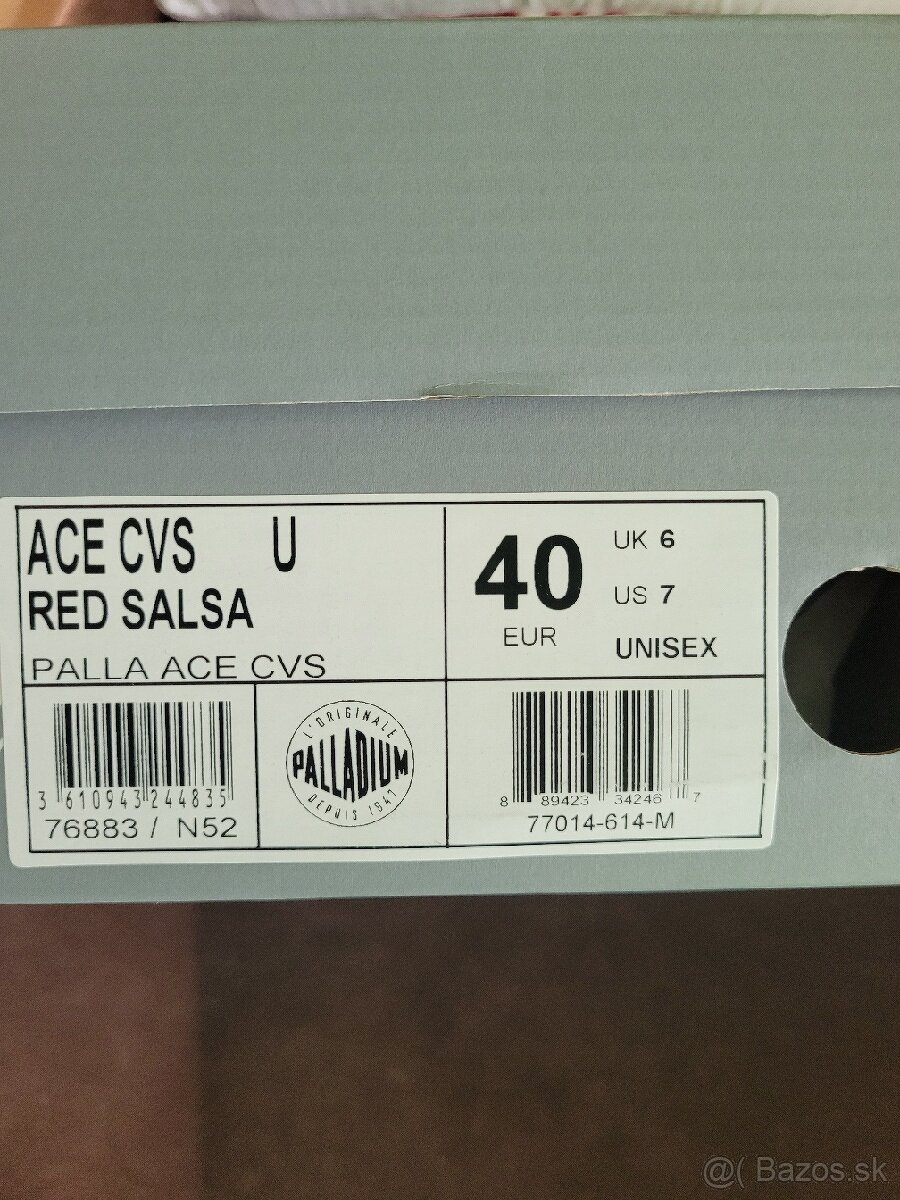 ACE CVS U
RED SALSA
PALLA ACE CVS
40
EUR
UK 6
US 7
UNISEX
3 610943 244835
76883 / N52
L'ORIGINALE
PALLADIUM
DEPUIS 1947
8 89423 34246 7
77014-614-M
@( Bazos.sk